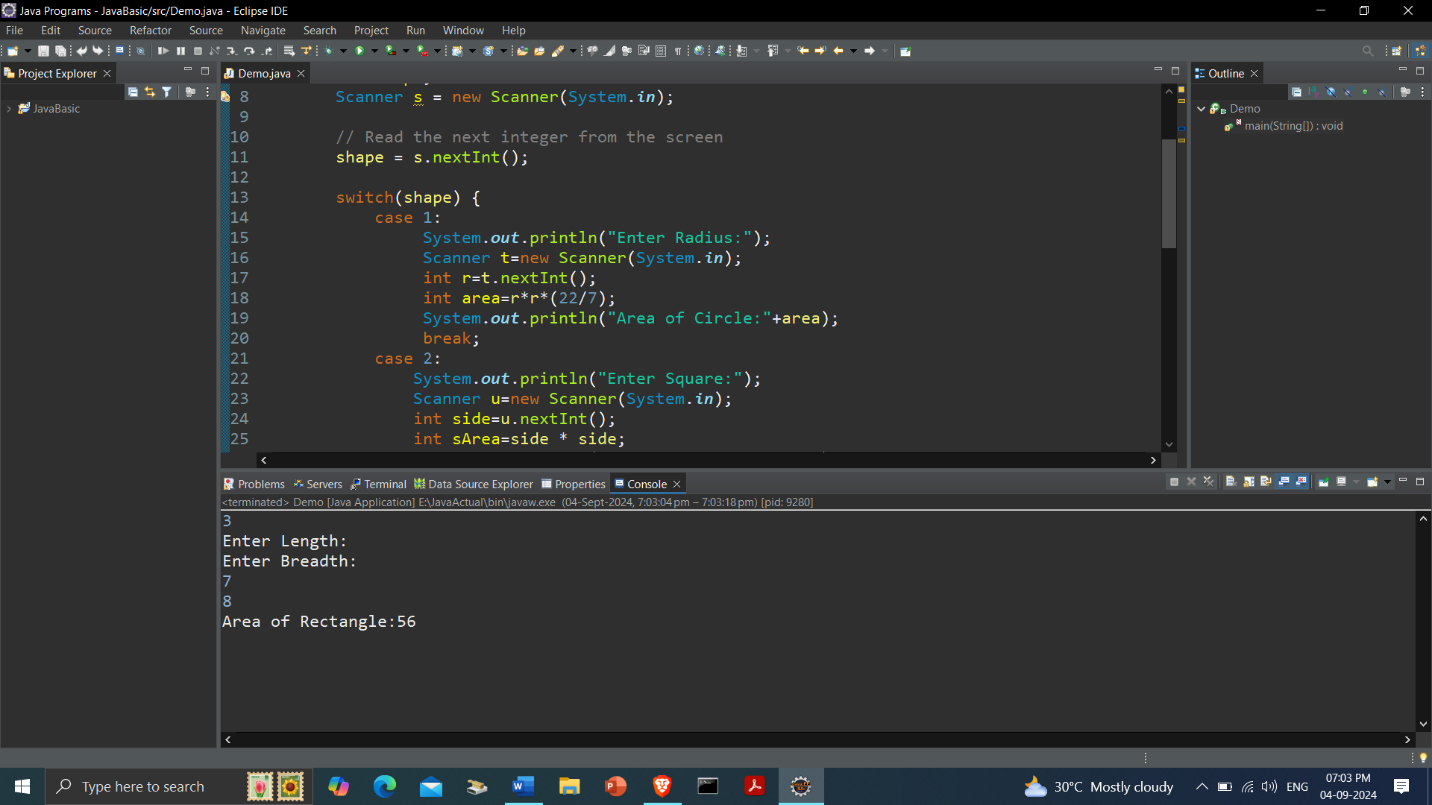 Java Programs - JavaBasic/src/Demo.java - Eclipse IDE
File Edit Source Refactor Source Navigate Search Project Run Window Help
Project Explorer
JavaBasic
Demo.java
8 Scanner s = new Scanner(System.in);
9
10 // Read the next integer from the screen
11 shape = s.nextInt();
12
13 switch(shape) {
14 case 1:
15 System.out.println("Enter Radius:");
16 Scanner t=new Scanner(System.in);
17 int r=t.nextInt();
18 int area=r*r*(22/7);
19 System.out.println("Area of Circle:"+area);
20 break;
21 case 2:
22 System.out.println("Enter Square:");
23 Scanner u=new Scanner(System.in);
24 int side=u.nextInt();
25 int sArea=side * side;
Outline
Demo
main(String[]) : void
Problems Servers Terminal Data Source Explorer Properties Console
<terminated> Demo [Java Application] E:\JavaActual\bin\javaw.exe (04-Sept-2024, 7:03:04 pm – 7:03:18 pm) [pid: 9280]
3
Enter Length:
Enter Breadth:
7
8
Area of Rectangle:56
Type here to search
30°C Mostly cloudy
ENG
07:03 PM
04-09-2024